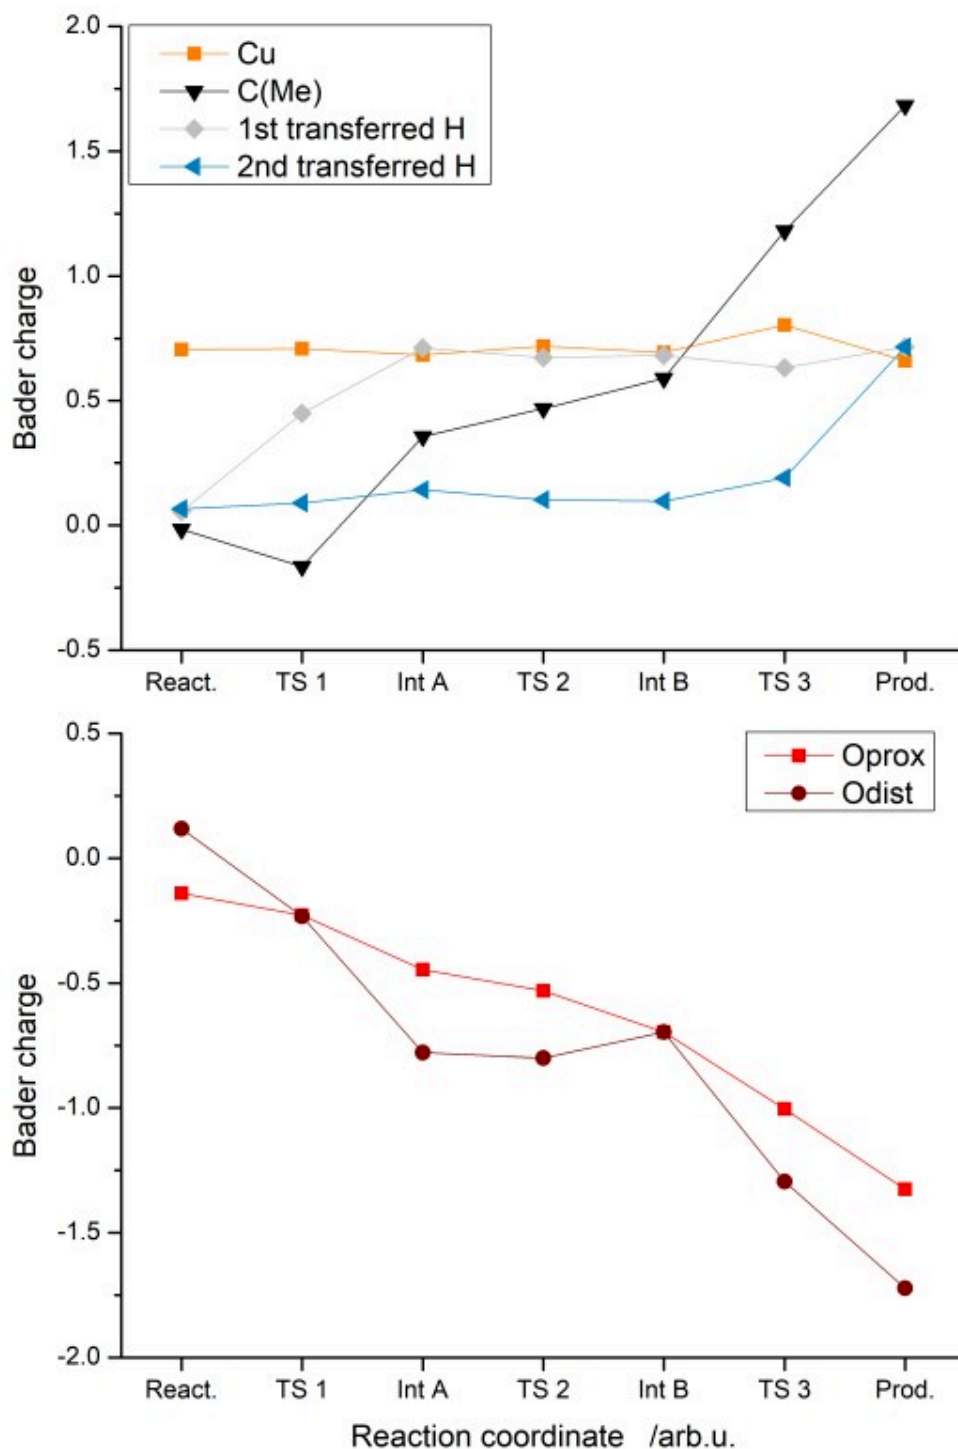 2.0
Cu
C(Me)
1st transferred H
2nd transferred H
1.5
1.0
0.5
0.0
-0.5
Bader charge
React. TS 1 Int A TS 2 Int B TS 3 Prod.
0.5
Oprox
Odist
0.0
-0.5
-1.0
-1.5
-2.0
Bader charge
React. TS 1 Int A TS 2 Int B TS 3 Prod.
Reaction coordinate /arb.u.